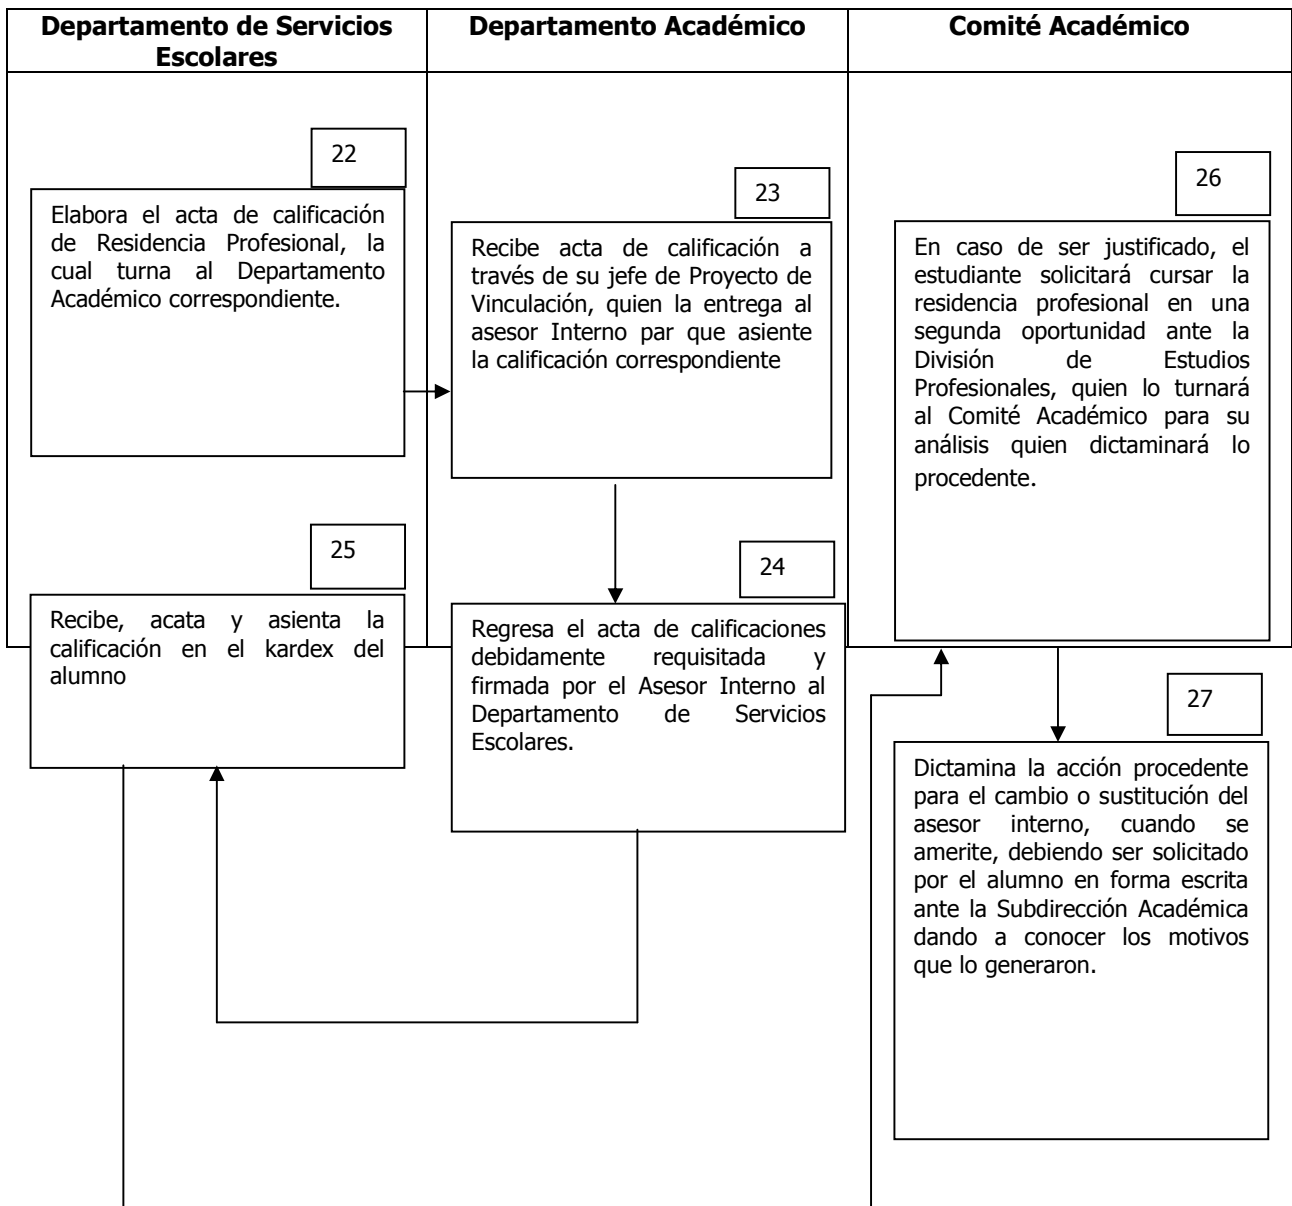 Departamento de Servicios
Escolares
Departamento Académico
Comité Académico
22
Elabora el acta de calificación
de Residencia Profesional, la
cual turna al Departamento
Académico correspondiente.
23
Recibe acta de calificación a
través de su jefe de Proyecto de
Vinculación, quien la entrega al
asesor Interno par que asiente
la calificación correspondiente
26
En caso de ser justificado, el
estudiante solicitará cursar la
residencia profesional en una
segunda oportunidad ante la
División de Estudios
Profesionales, quien lo turnará
al Comité Académico para su
análisis quien dictaminará lo
procedente.
25
Recibe, acata y asienta la
calificación en el kardex del
alumno
24
Regresa el acta de calificaciones
debidamente requisitada y
firmada por el Asesor Interno al
Departamento de Servicios
Escolares.
27
Dictamina la acción procedente
para el cambio o sustitución del
asesor interno, cuando se
amerite, debiendo ser solicitado
por el alumno en forma escrita
ante la Subdirección Académica
dando a conocer los motivos
que lo generaron.